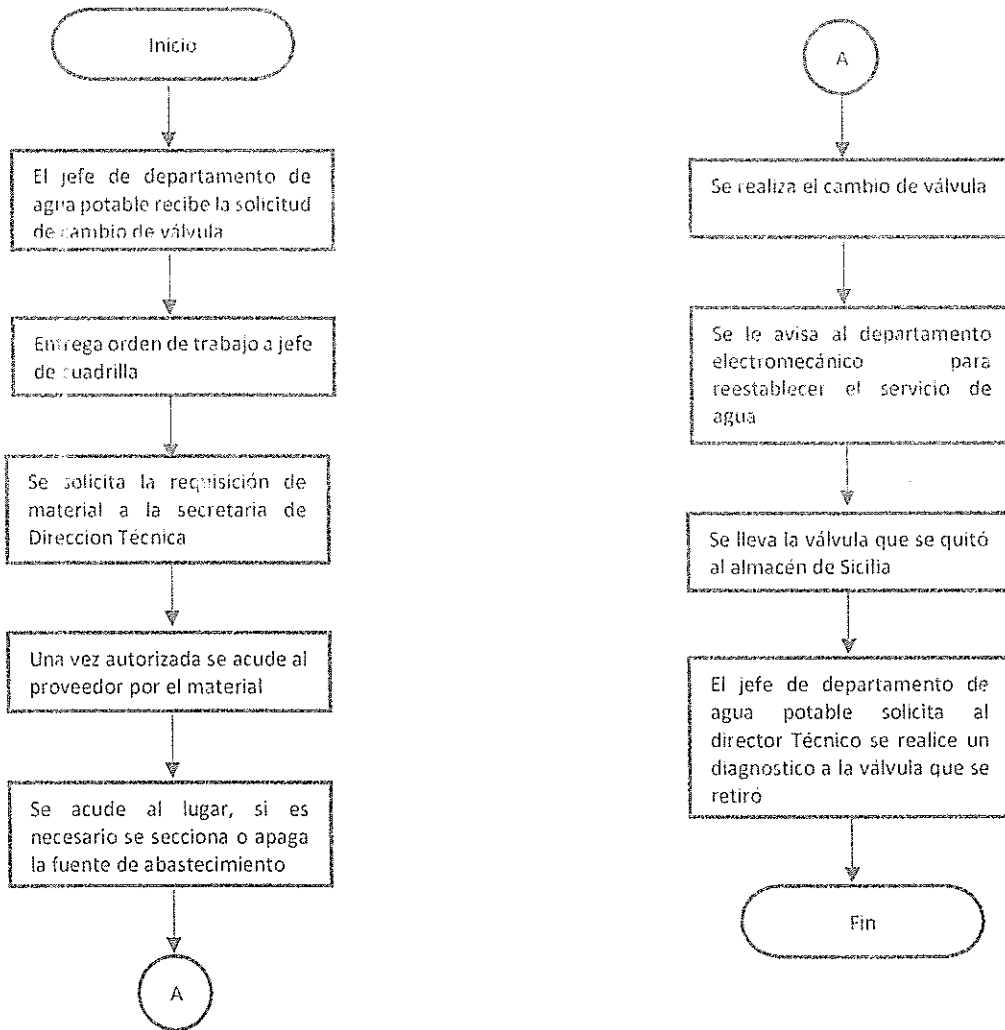 Inicio
El jefe de departamento de
agua potable recibe la solicitud
de cambio de válvula
Entrega orden de trabajo a jefe
de cuadrilla
Se solicita la requisición de
material a la secretaria de
Direccion Técnica
Una vez autorizada se acude al
proveedor por el material
Se acude al lugar, si es
necesario se secciona o apaga
la fuente de abastecimiento
A
A
Se realiza el cambio de válvula
Se le avisa al departamento
electromecánico para
reestablecer el servicio de
agua
Se lleva la válvula que se quitó
al almacén de Sicilia
El jefe de departamento de
agua potable solicita al
director Técnico se realice un
diagnostico a la válvula que se
retiró
Fin